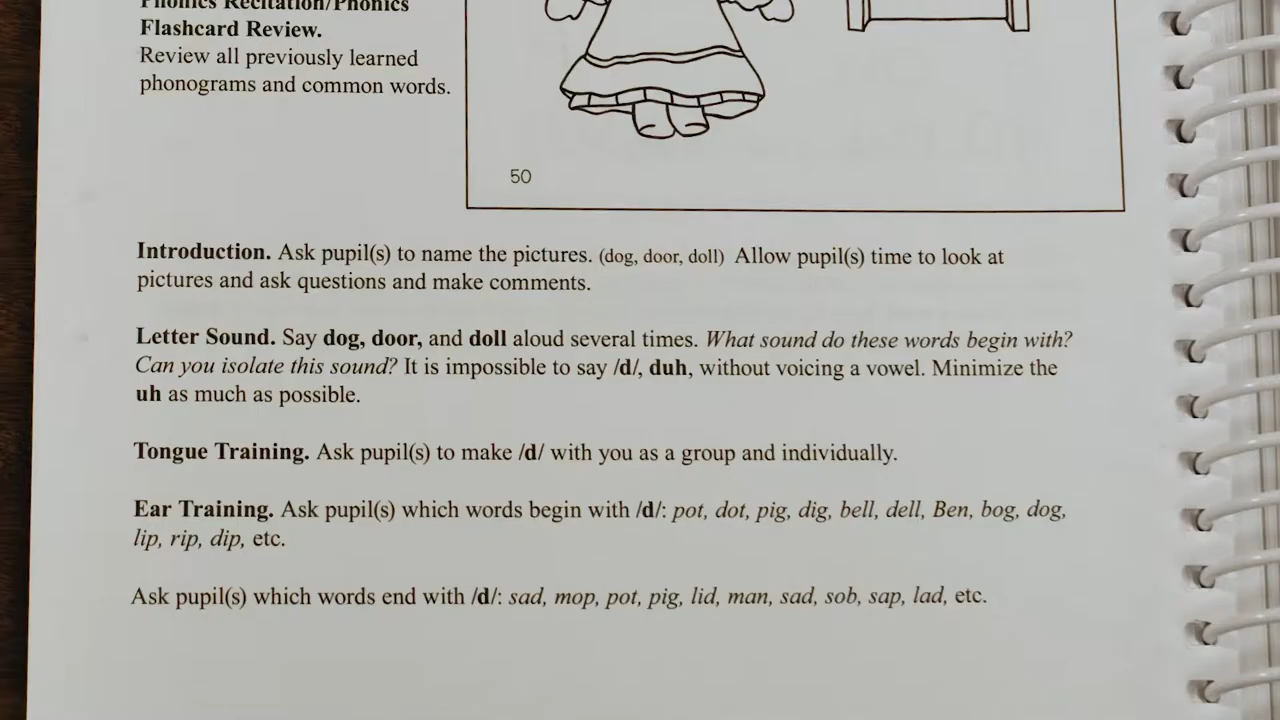 Phonics Recitation/Phonics
Flashcard Review.
Review all previously learned
phonograms and common words.
50
Introduction. Ask pupil(s) to name the pictures. (dog, door, doll) Allow pupil(s) time to look at
pictures and ask questions and make comments.
Letter Sound. Say dog, door, and doll aloud several times. What sound do these words begin with?
Can you isolate this sound? It is impossible to say /d/, duh, without voicing a vowel. Minimize the
uh as much as possible.
Tongue Training. Ask pupil(s) to make /d/ with you as a group and individually.
Ear Training. Ask pupil(s) which words begin with /d/: pot, dot, pig, dig, bell, dell, Ben, bog, dog,
lip, rip, dip, etc.
Ask pupil(s) which words end with /d/: sad, mop, pot, pig, lid, man, sad, sob, sap, lad, etc.